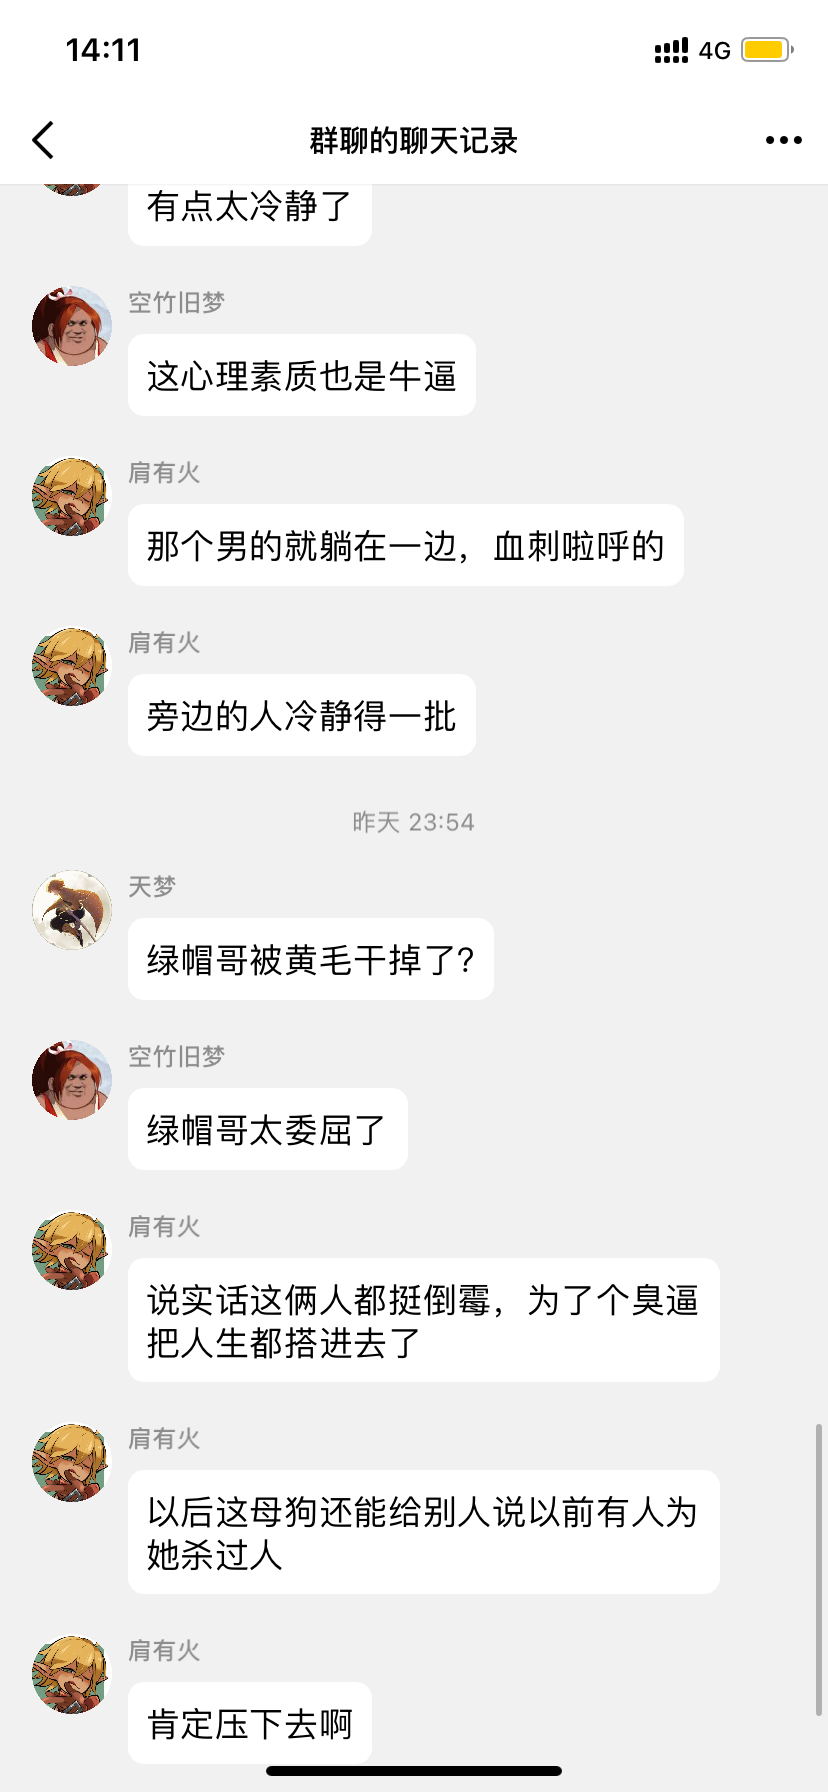 14:11
4G
群聊的聊天记录
有点太冷静了
空竹旧梦
这心理素质也是牛逼
肩有火
那个男的就躺在一边，血刺啦呼的
肩有火
旁边的人冷静得一批
昨天 23:54
天梦
绿帽哥被黄毛干掉了?
空竹旧梦
绿帽哥太委屈了
肩有火
说实话这俩人都挺倒霉，为了个臭逼
把人生都搭进去了
肩有火
以后这母狗还能给别人说以前有人为
她杀过人
肩有火
肯定压下去啊